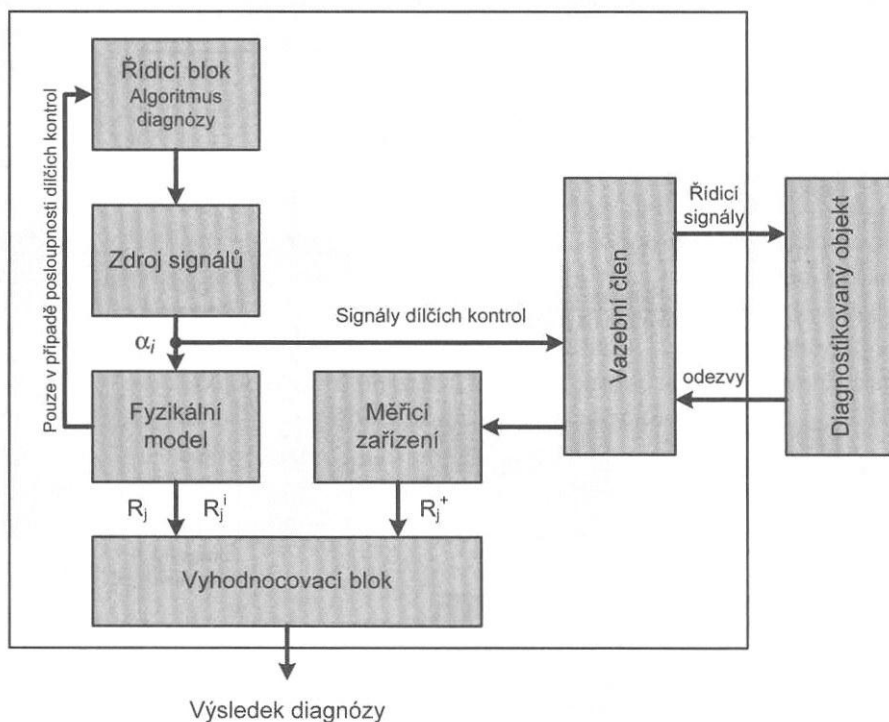 Řídicí blok
Algoritmus
diagnózy
Pouze v případě posloupnosti dílčích kontrol
Zdroj signálů
Řídicí
signály
Vazební člen
Diagnostikovaný objekt
Signály dílčích kontrol
αi
odezvy
Fyzikální
model
Měřicí
zařízení
Rj Rj^i Rj^+
Vyhodnocovací blok
Výsledek diagnózy